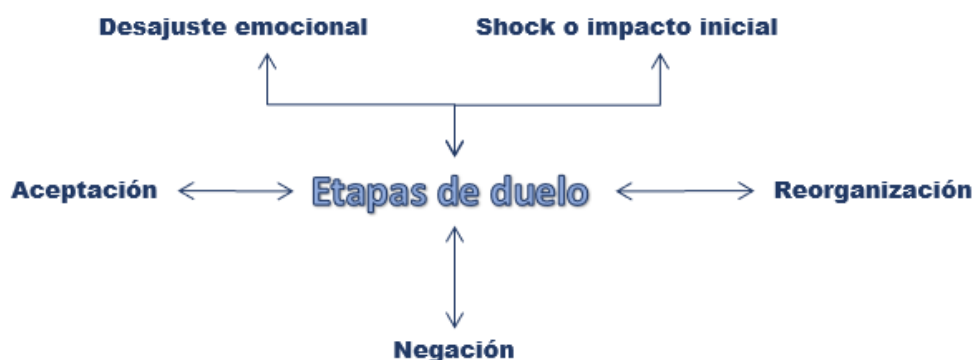 Desajuste emocional
Shock o impacto inicial
Aceptación
Etapas de duelo
Reorganización
Negación